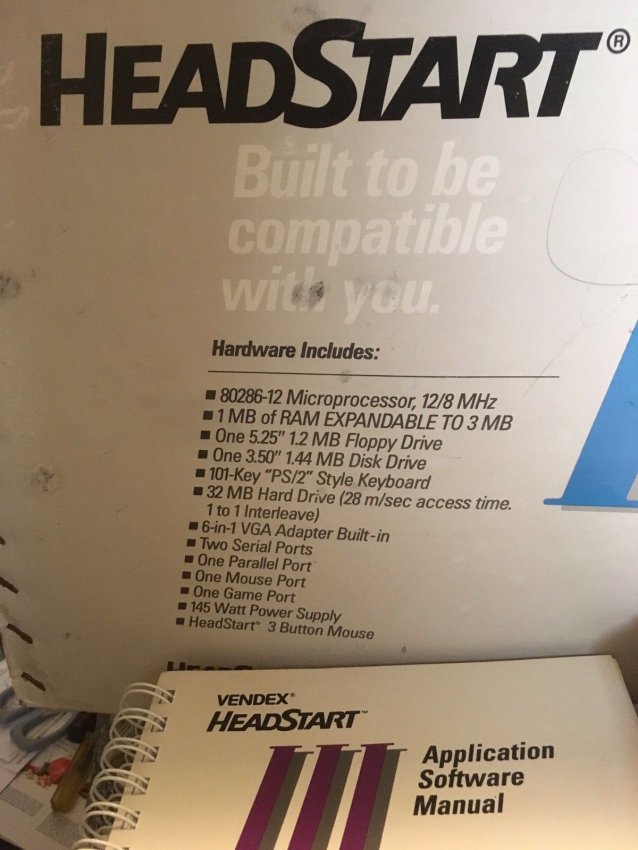 HEADSTART®
Built to be
compatible
with you.
Hardware Includes:
■ 80286-12 Microprocessor, 12/8 MHz
■ 1 MB of RAM EXPANDABLE TO 3 MB
■ One 5.25" 1.2 MB Floppy Drive
■ One 3.50" 1.44 MB Disk Drive
■ 101-Key "PS/2" Style Keyboard
■ 32 MB Hard Drive (28 m/sec access time.
1 to 1 Interleave)
■ 6-in-1 VGA Adapter Built-in
■ Two Serial Ports
■ One Parallel Port
■ One Mouse Port
■ One Game Port
■ 145 Watt Power Supply
■ HeadStart® 3 Button Mouse
VENDEX®
HEADSTART™
III
Application
Software
Manual